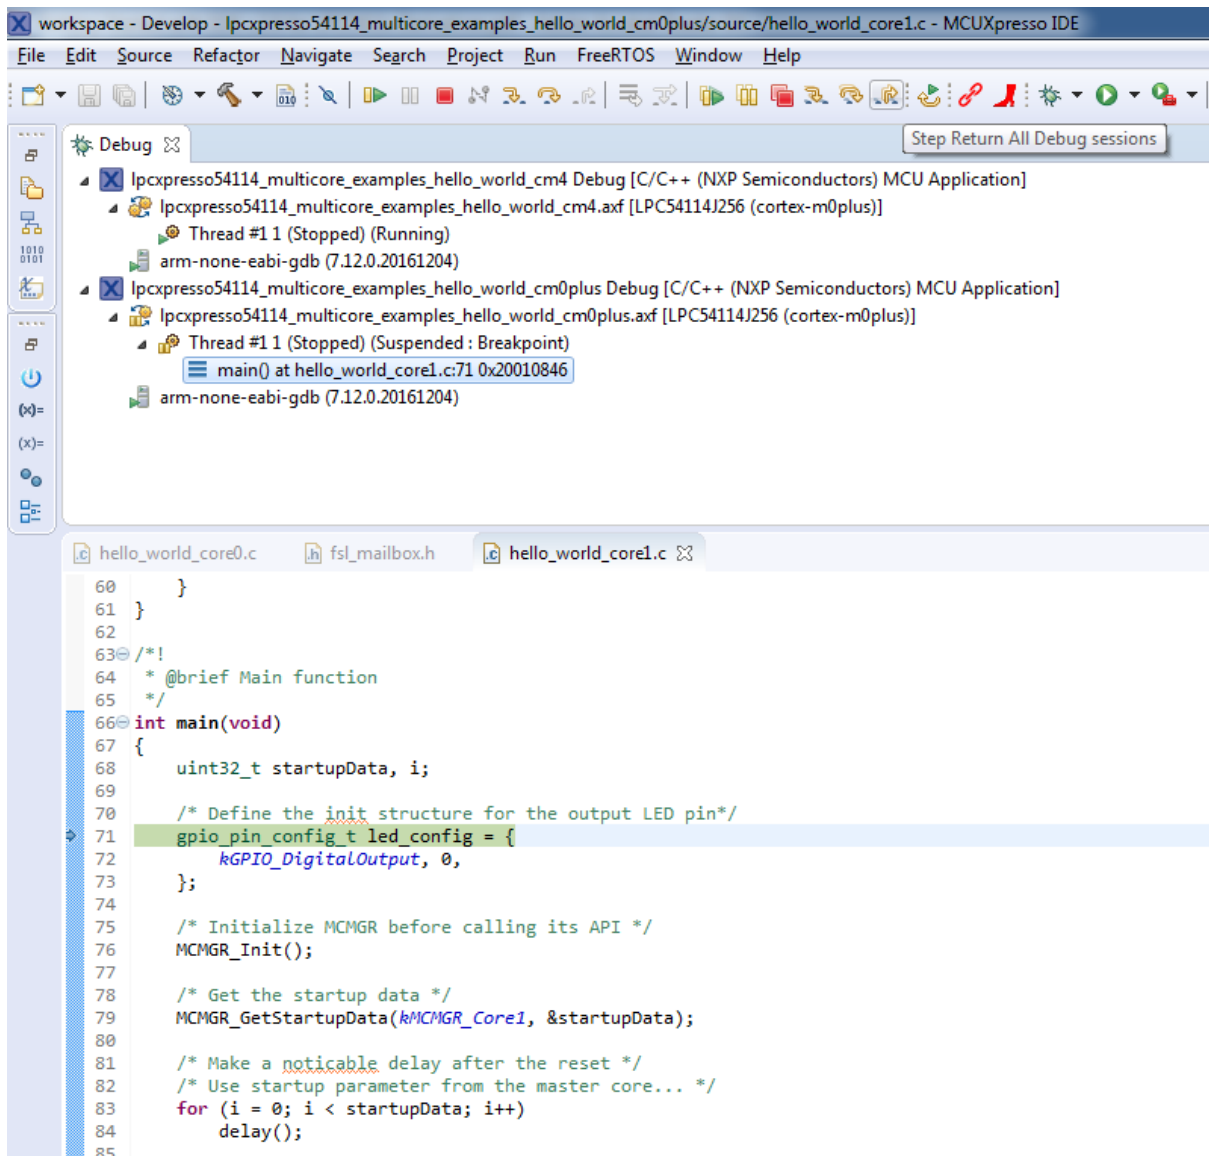 workspace - Develop - lpcxpresso54114_multicore_examples_hello_world_cm0plus/source/hello_world_core1.c - MCUXpresso IDE
File Edit Source Refactor Navigate Search Project Run FreeRTOS Window Help
010
Step Return All Debug sessions
Debug
lpcxpresso54114_multicore_examples_hello_world_cm4 Debug [C/C++ (NXP Semiconductors) MCU Application]
lpcxpresso54114_multicore_examples_hello_world_cm4.axf [LPC54114J256 (cortex-m0plus)]
Thread #1 1 (Stopped) (Running)
arm-none-eabi-gdb (7.12.0.20161204)
lpcxpresso54114_multicore_examples_hello_world_cm0plus Debug [C/C++ (NXP Semiconductors) MCU Application]
lpcxpresso54114_multicore_examples_hello_world_cm0plus.axf [LPC54114J256 (cortex-m0plus)]
Thread #1 1 (Stopped) (Suspended : Breakpoint)
main() at hello_world_core1.c:71 0x20010846
arm-none-eabi-gdb (7.12.0.20161204)
1010
0101
(x)=
(x)=
hello_world_core0.c fsl_mailbox.h hello_world_core1.c
60 }
61 }
62
63 /*!
64 * @brief Main function
65 */
66 int main(void)
67 {
68 uint32_t startupData, i;
69
70 /* Define the init structure for the output LED pin*/
71 gpio_pin_config_t led_config = {
72 kGPIO_DigitalOutput, 0,
73 };
74
75 /* Initialize MCMGR before calling its API */
76 MCMGR_Init();
77
78 /* Get the startup data */
79 MCMGR_GetStartupData(kMCMGR_Core1, &startupData);
80
81 /* Make a noticable delay after the reset */
82 /* Use startup parameter from the master core... */
83 for (i = 0; i < startupData; i++)
84 delay();
85